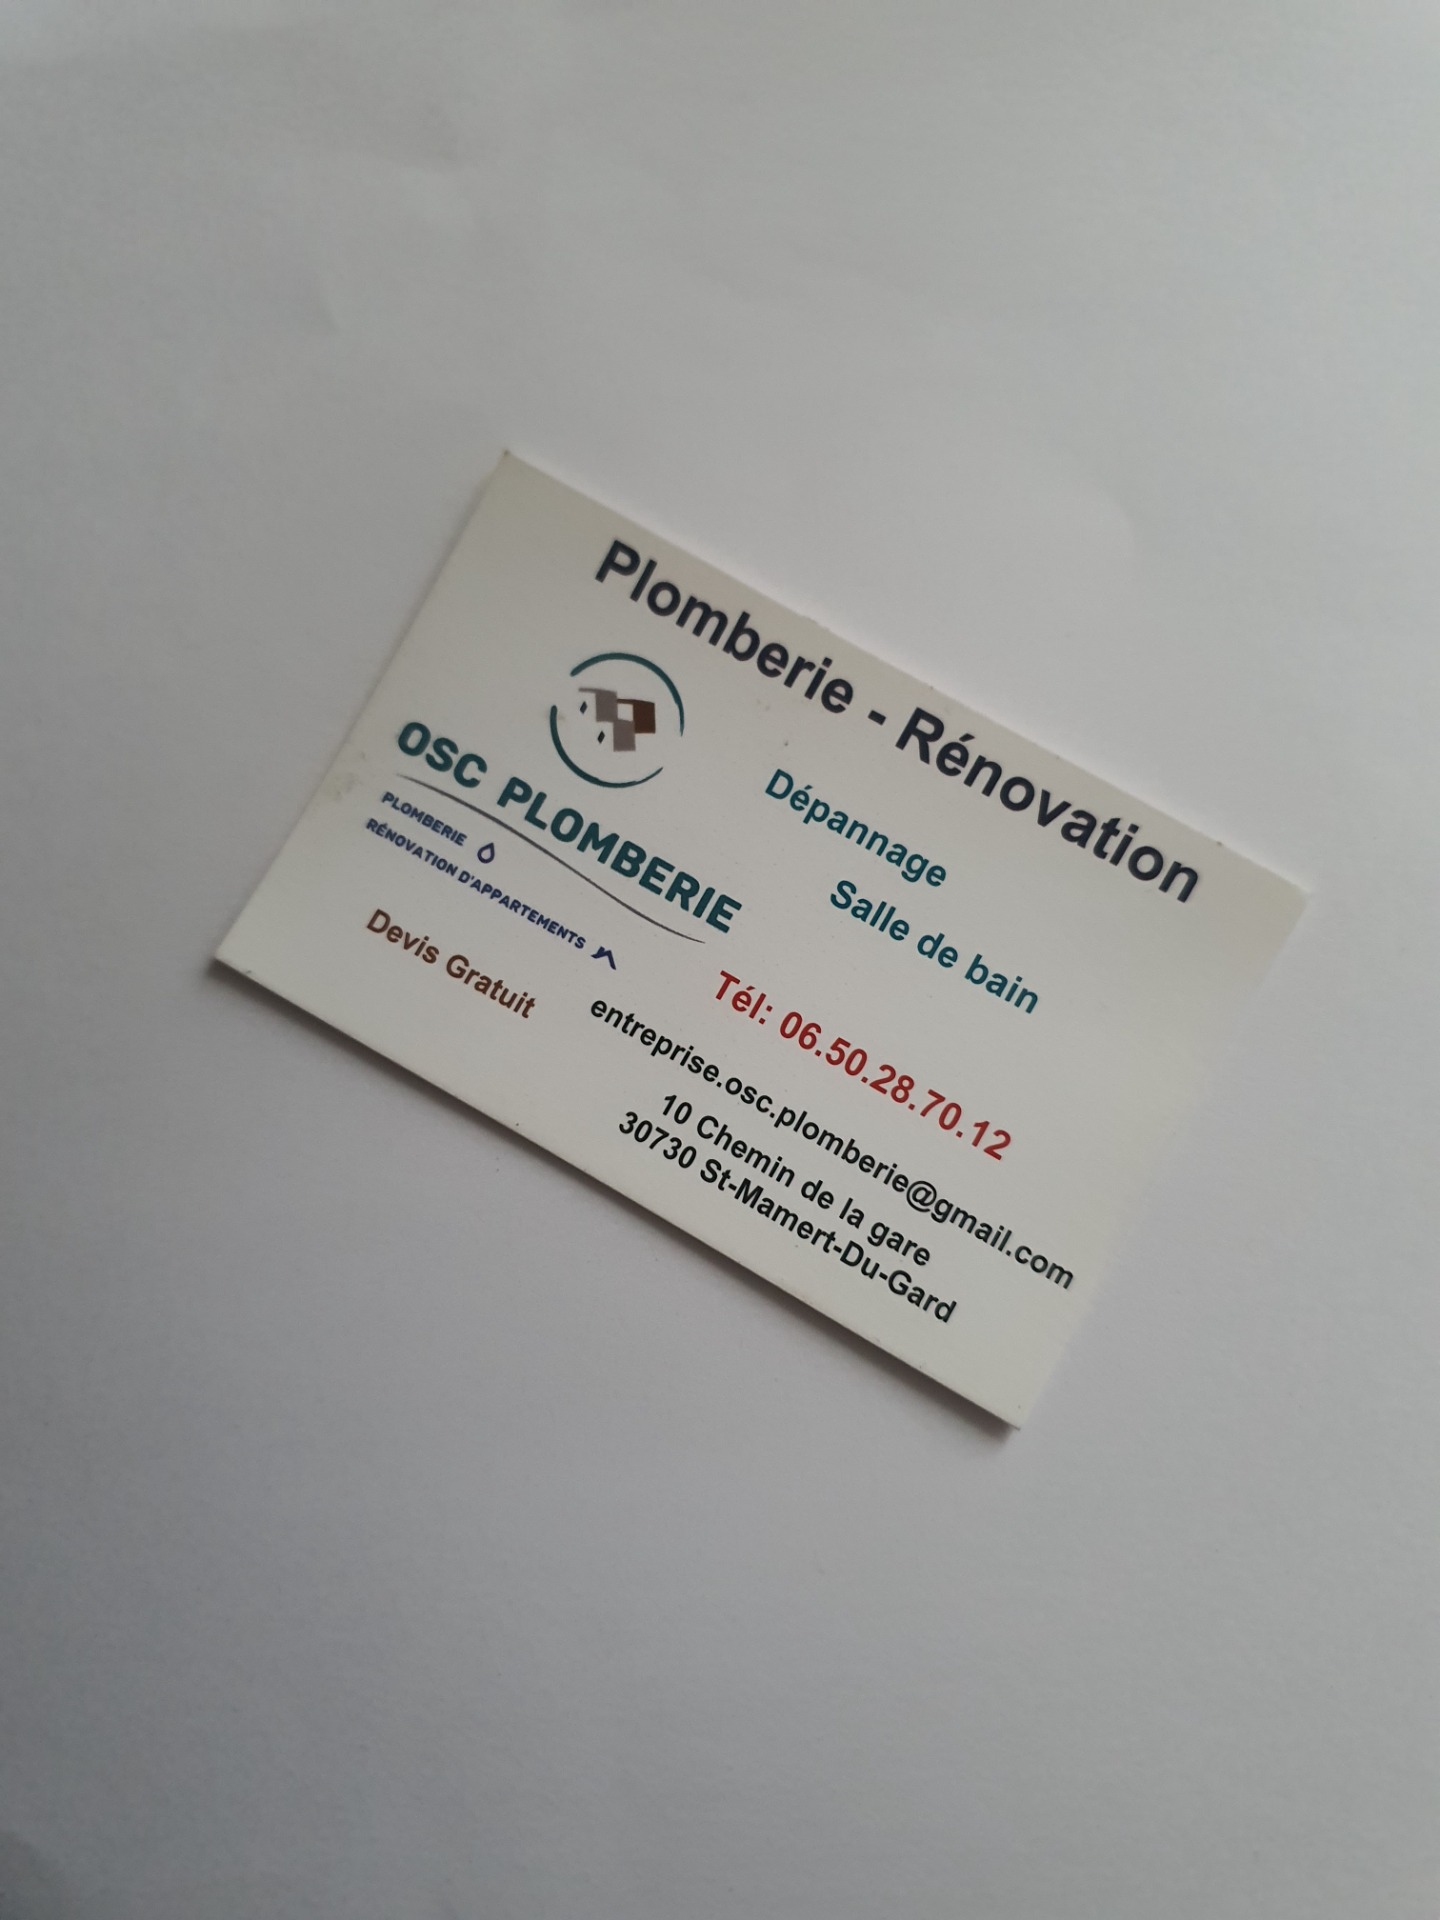 Plomberie - Rénovation
OSC PLOMBERIE
PLOMBERIE
RÉNOVATION D'APPARTEMENTS
Devis Gratuit
Dépannage
Salle de bain
Tél: 06.50.28.70.12
entreprise.osc.plomberie@gmail.com
10 Chemin de la gare
30730 St-Mamert-Du-Gard